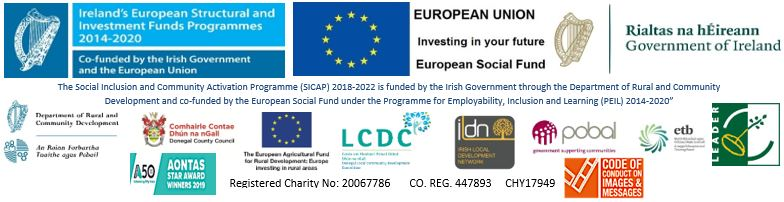 Ireland's European Structural and
Investment Funds Programmes
2014-2020
Co-funded by the Irish Government
and the European Union
EUROPEAN UNION
Investing in your future
European Social Fund
Rialtas na hÉireann
Government of Ireland
The Social Inclusion and Community Activation Programme (SICAP) 2018-2022 is funded by the Irish Government through the Department of Rural and Community
Development and co-funded by the European Social Fund under the Programme for Employability, Inclusion and Learning (PEIL) 2014-2020”
Department of Rural and
Community Development
An Roinn Forbartha
Tuaithe agus Pobail
Comhairle Contae
Dhún na nGall
Donegal County Council
A50
AONTAS
STAR AWARD
WINNERS 2019
The European Agricultural Fund
for Rural Development: Europe
investing in rural areas
LCDC
ildn
IRISH LOCAL
DEVELOPMENT
NETWORK
pobal
government supporting communities
etb
LEADER
CODE OF
CONDUCT ON
IMAGES &
MESSAGES
Registered Charity No: 20067786 CO. REG. 447893 CHY17949